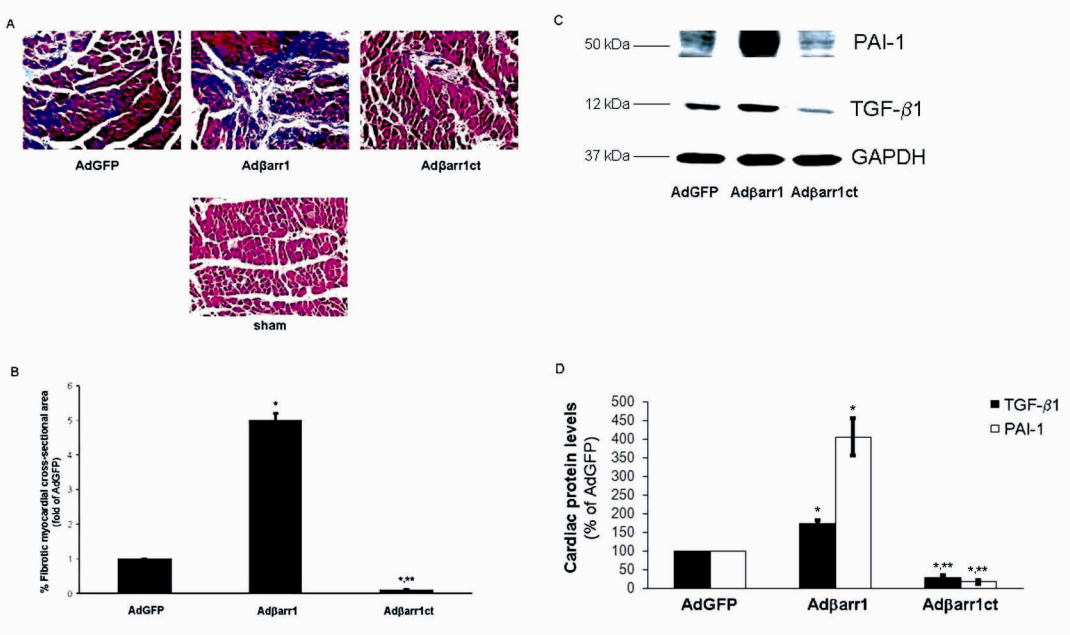 A
AdGFP Adβarr1 Adβarr1ct
sham
B
% Fibrotic myocardial cross-sectional area
(fold of AdGFP)
6
5
4
3
2
1
0
*
*,**
AdGFP Adβarr1 Adβarr1ct
C
50 kDa PAI-1
12 kDa TGF-β1
37 kDa GAPDH
AdGFP Adβarr1 Adβarr1ct
D
Cardiac protein levels
(% of AdGFP)
500
450
400
350
300
250
200
150
100
50
0
*
*
*,** *,**
TGF-β1
PAI-1
AdGFP Adβarr1 Adβarr1ct